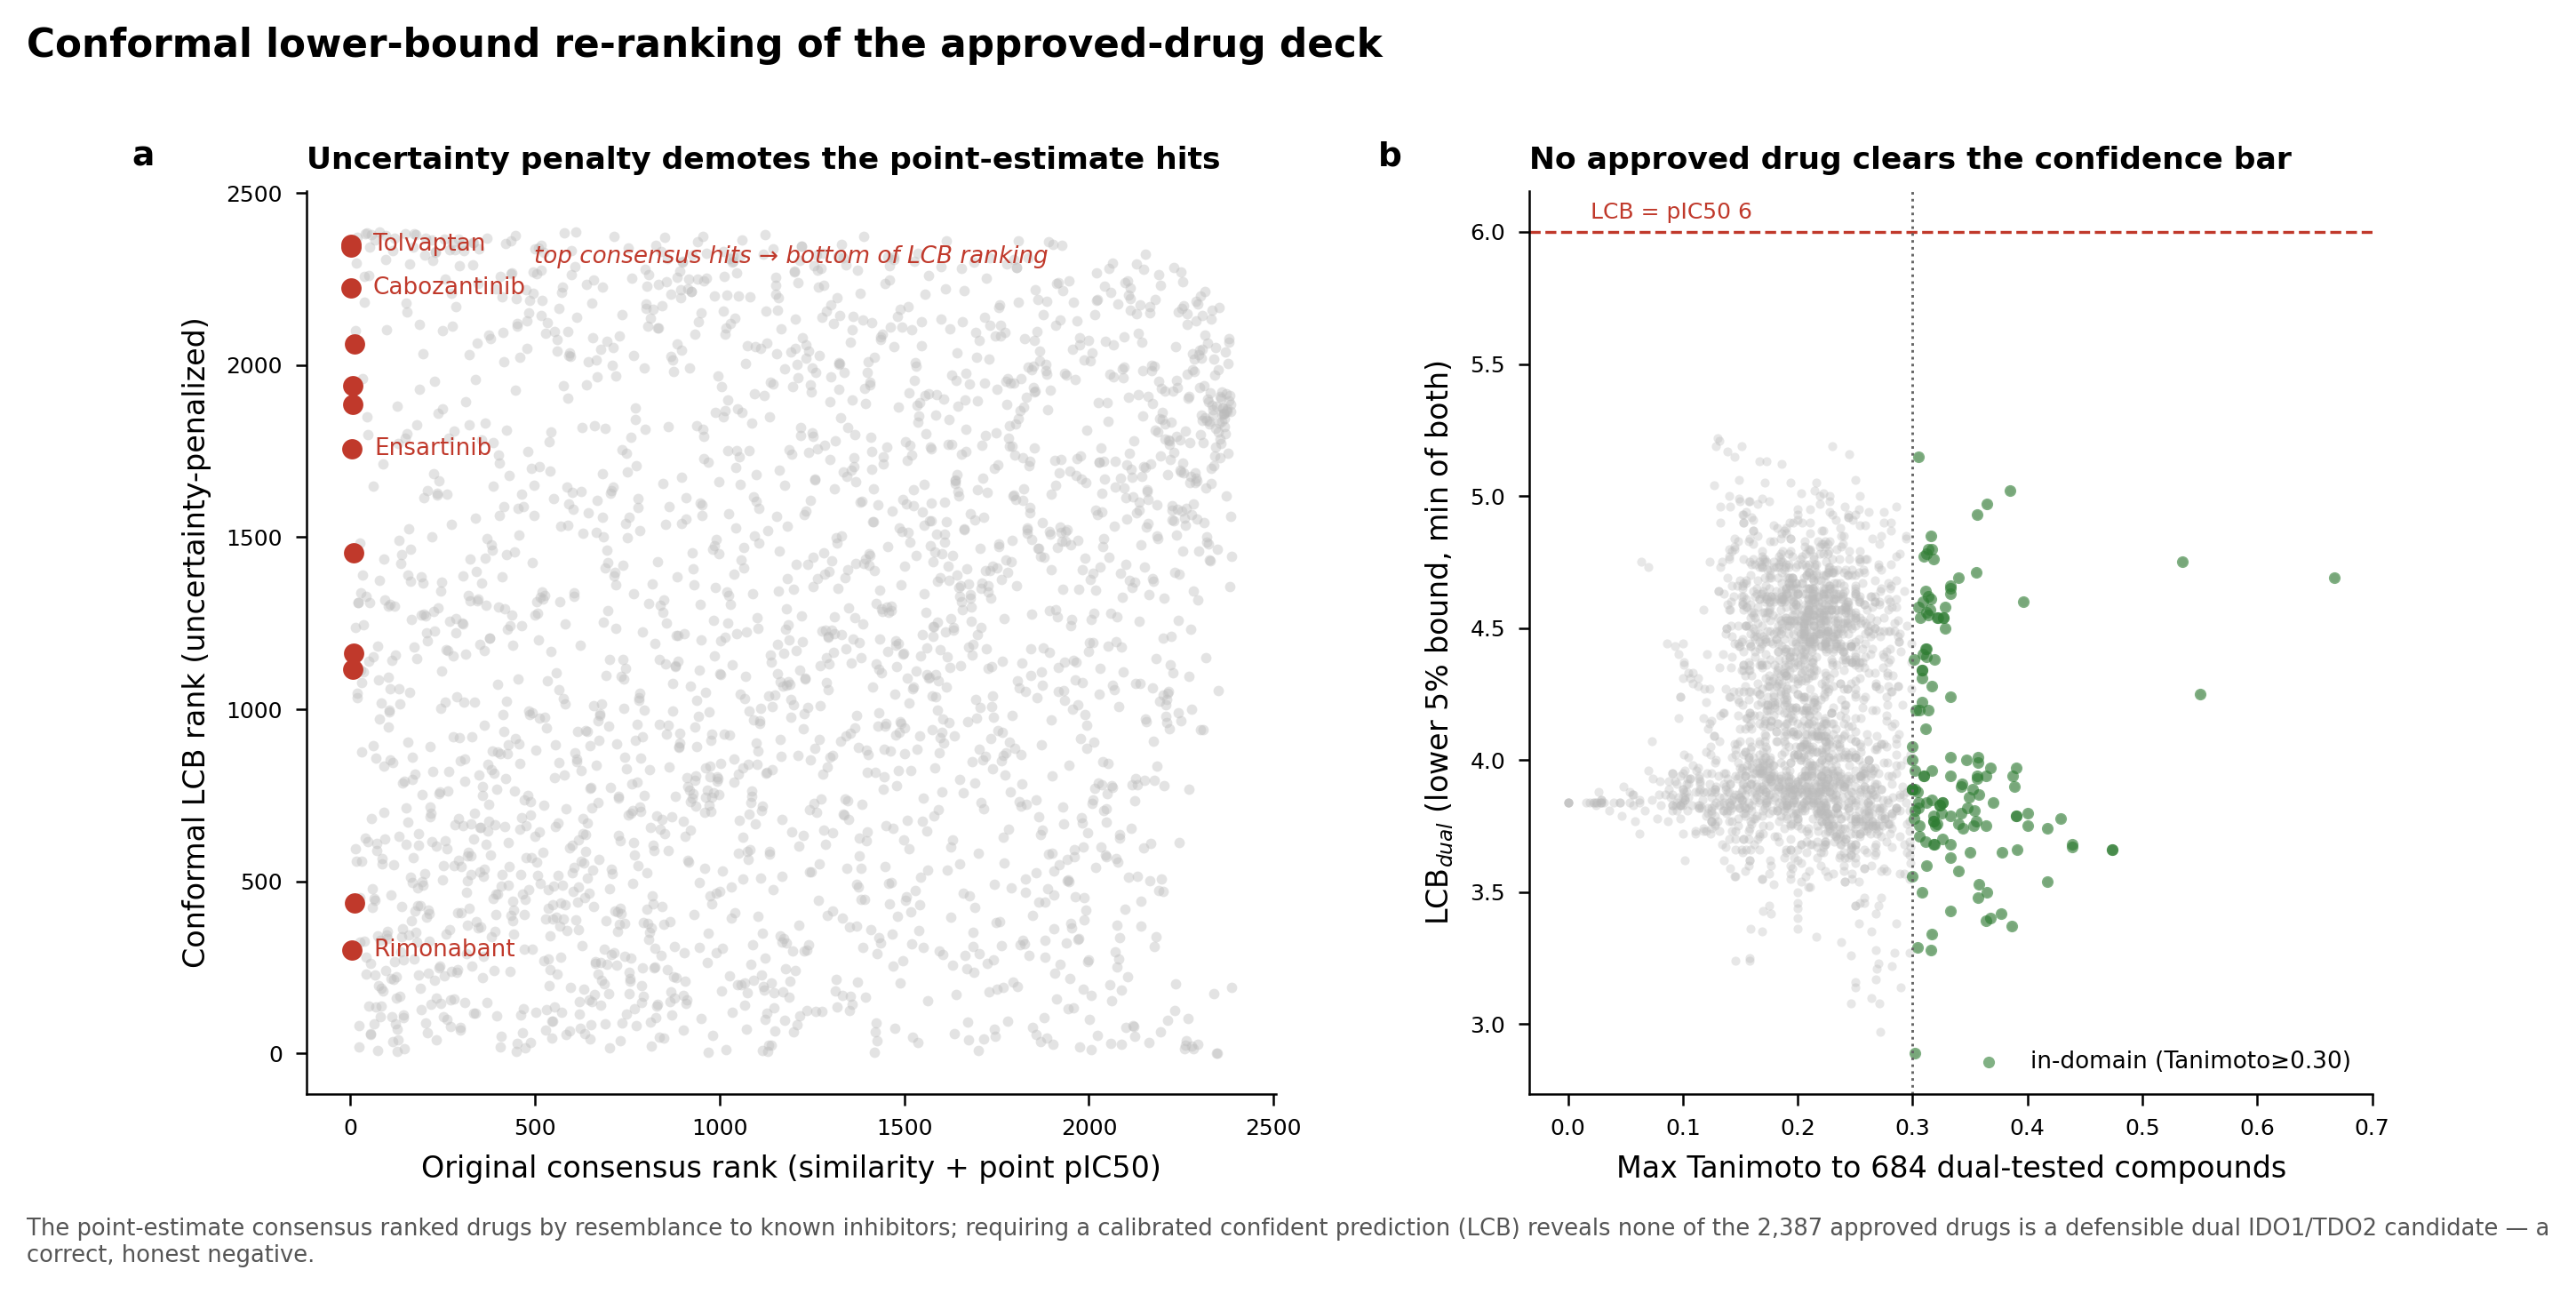 Conformal lower-bound re-ranking of the approved-drug deck
a
Uncertainty penalty demotes the point-estimate hits
2500
2000
1500
1000
500
0
Conformal LCB rank (uncertainty-penalized)
Tolvaptan
top consensus hits → bottom of LCB ranking
Cabozantinib
Ensartinib
Rimonabant
0
500
1000
1500
2000
2500
Original consensus rank (similarity + point pIC50)
b
No approved drug clears the confidence bar
LCB = pIC50 6
6.0
5.5
5.0
4.5
4.0
3.5
3.0
LCBdual (lower 5% bound, min of both)
in-domain (Tanimoto≥0.30)
0.0
0.1
0.2
0.3
0.4
0.5
0.6
0.7
Max Tanimoto to 684 dual-tested compounds
The point-estimate consensus ranked drugs by resemblance to known inhibitors; requiring a calibrated confident prediction (LCB) reveals none of the 2,387 approved drugs is a defensible dual IDO1/TDO2 candidate — a
correct, honest negative.